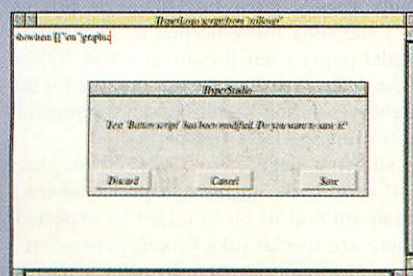 HyperLogo script from 'rollover'
showitem [["on "graphic
HyperStudio
Text 'Button script' has been modified. Do you want to save it?
Discard
Cancel
Save